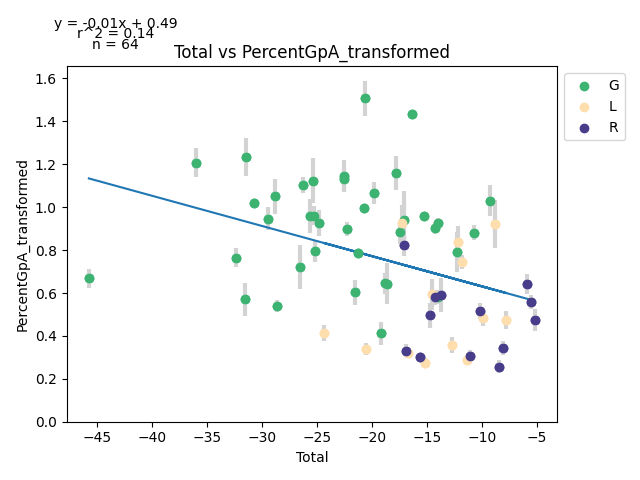 y = -0.01x + 0.49
r^2 = 0.14
n = 64
Total vs PercentGpA_transformed
G
L
R
PercentGpA_transformed
1.6
1.4
1.2
1.0
0.8
0.6
0.4
0.2
0.0
−45 −40 −35 −30 −25 −20 −15 −10 −5
Total